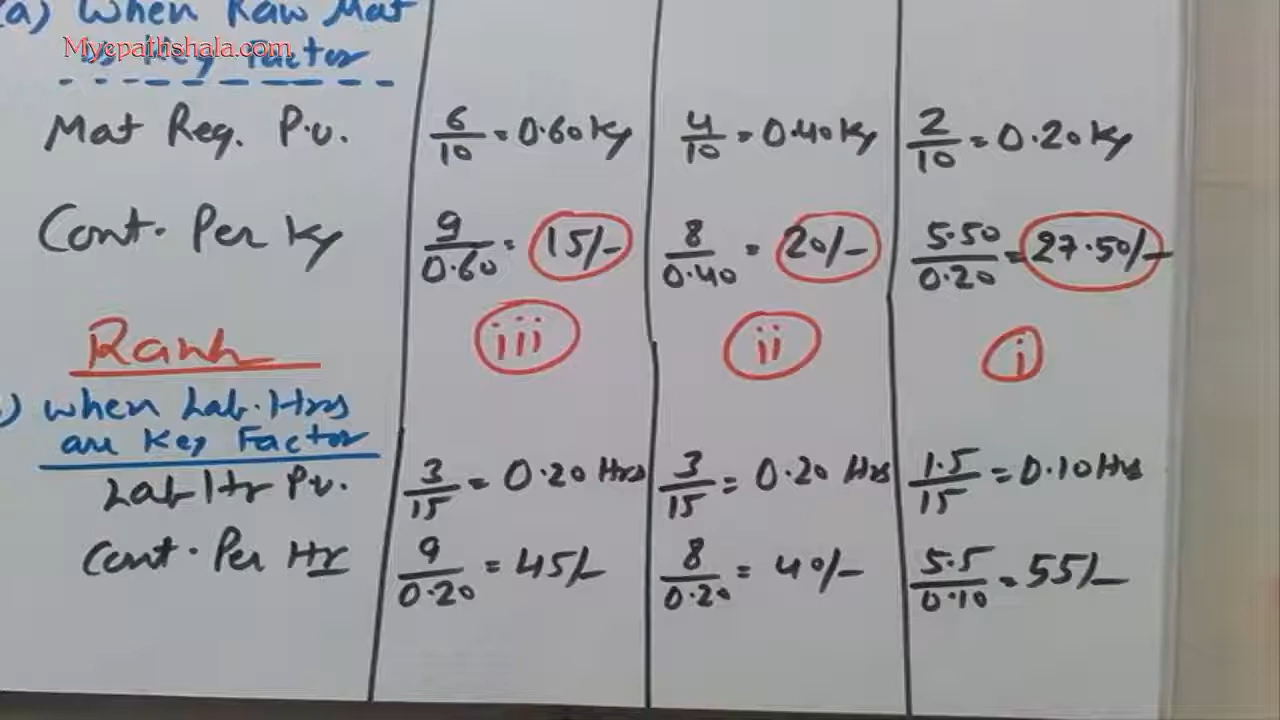 (a) When Raw Mat
is Key Factor
Myepathshala.com
Mat Req. P.U. 6/10 = 0.60 Kg 4/10 = 0.40 Kg 2/10 = 0.20 Kg
Cont. Per Kg 9/0.60 = 15/- 8/0.40 = 20/- 5.50/0.20 = 27.50/-
Rank iii ii i
) When Lab. Hrs
are Key Factor
Lab Hr P.U. 3/15 = 0.20 Hrs 3/15 = 0.20 Hrs 1.5/15 = 0.10 Hrs
Cont. Per Hr 9/0.20 = 45/- 8/0.20 = 40/- 5.5/0.10 = 55/-